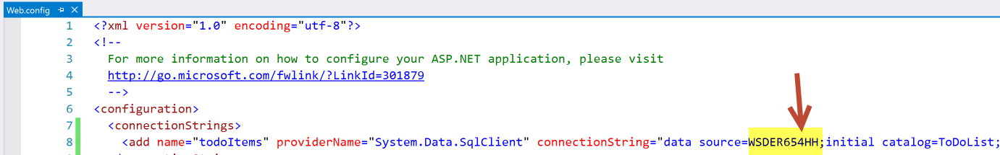 Web.config
1 <?xml version="1.0" encoding="utf-8"?>
2 <!--
3 For more information on how to configure your ASP.NET application, please visit
4 http://go.microsoft.com/fwlink/?LinkId=301879
5 -->
6 <configuration>
7 <connectionStrings>
8 <add name="todoItems" providerName="System.Data.SqlClient" connectionString="data source=WSDER654HH;initial catalog=ToDoList;